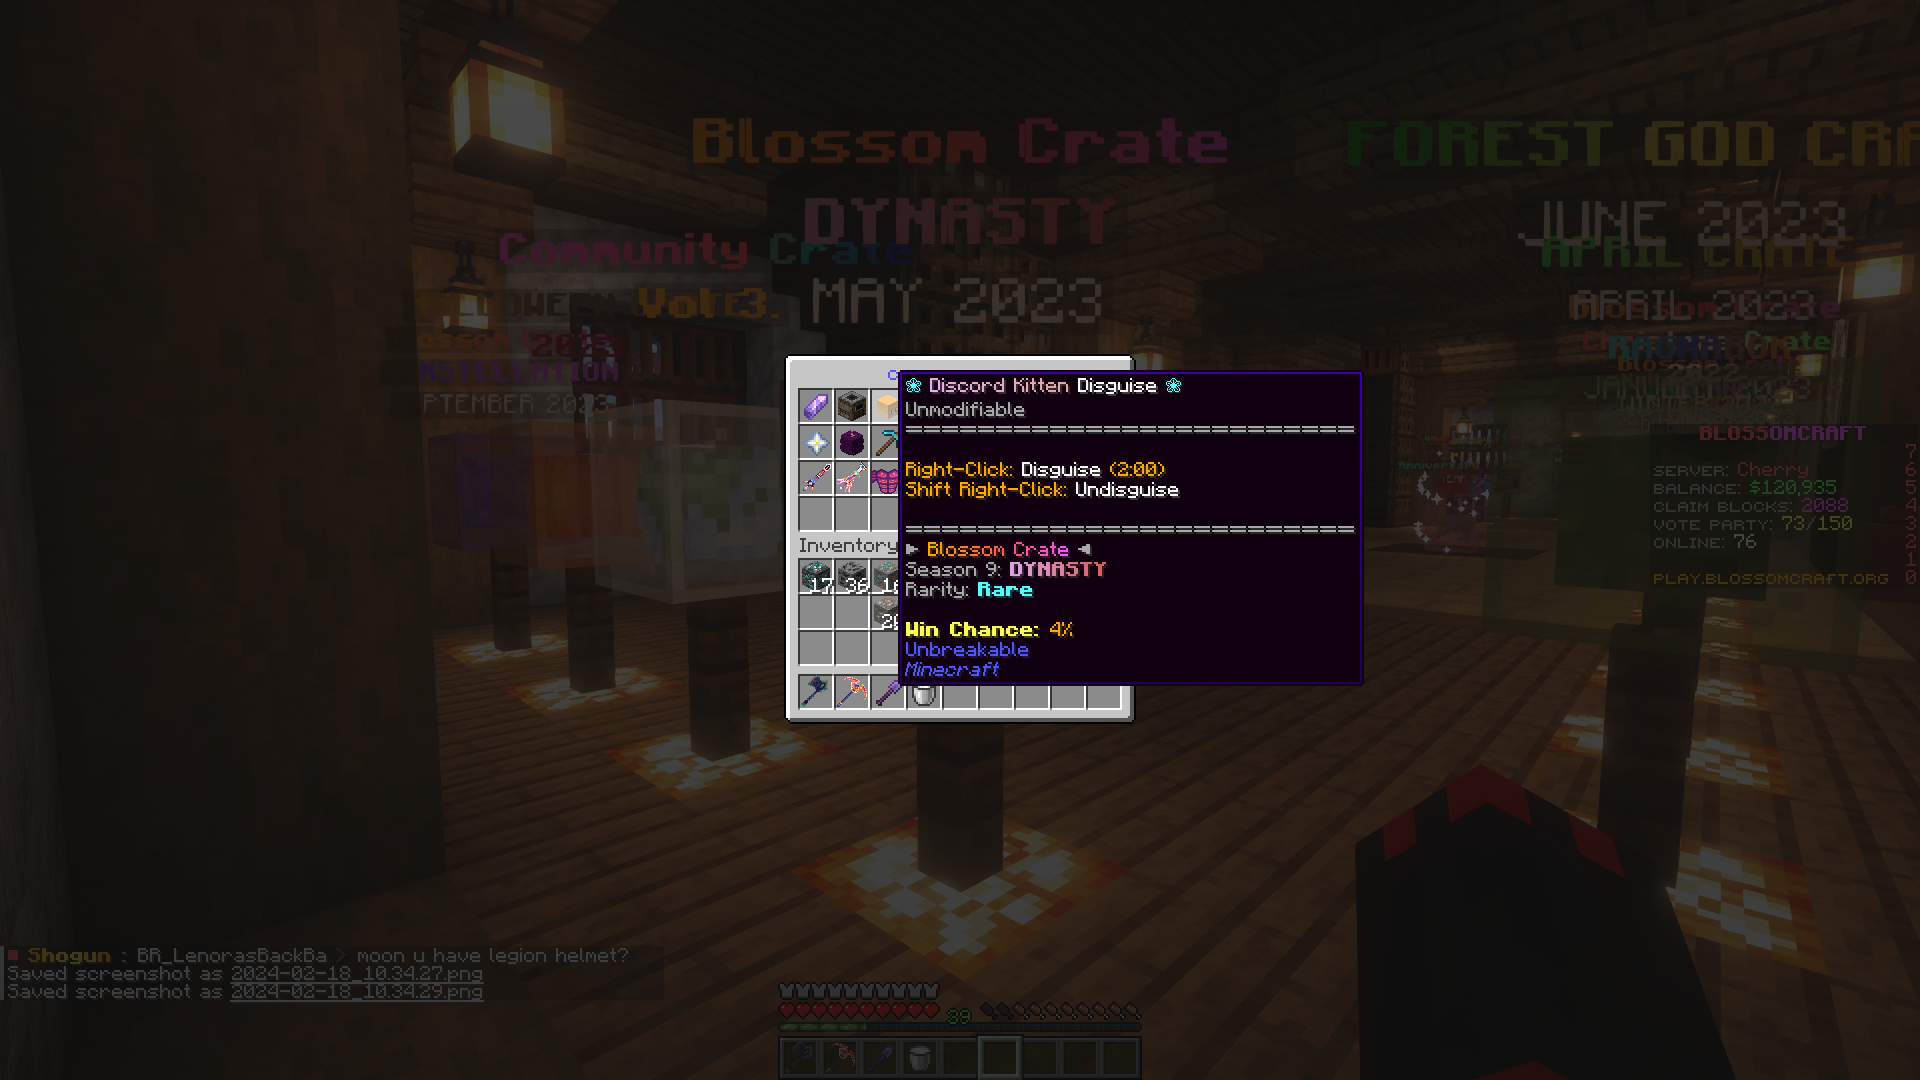 Blossom Crate
FOREST GOD
DYNASTY
JUNE 2023
Community Crate
APRIL CRATE
MAY 2023
APRIL 2023
PTEMBER 2023
❀ Discord Kitten Disguise ❀
Unmodifiable
Right-Click: Disguise (2:00)
Shift Right-Click: Undisguise
► Blossom Crate ◄
Season 9: DYNASTY
Rarity: Rare
Win Chance: 4%
Unbreakable
Minecraft
Inventory
17 36
BLOSSOMCRAFT
7
SERVER: Cherry 6
BALANCE: $120,935 5
CLAIM BLOCKS: 2088 4
VOTE PARTY: 73/150 3
ONLINE: 76 2
1
PLAY.BLOSSOMCRAFT.ORG 0
Shogun : BR_LenorasBackBa > moon u have legion helmet?
Saved screenshot as 2024-02-18_10.34.27.png
Saved screenshot as 2024-02-18_10.34.29.png
39